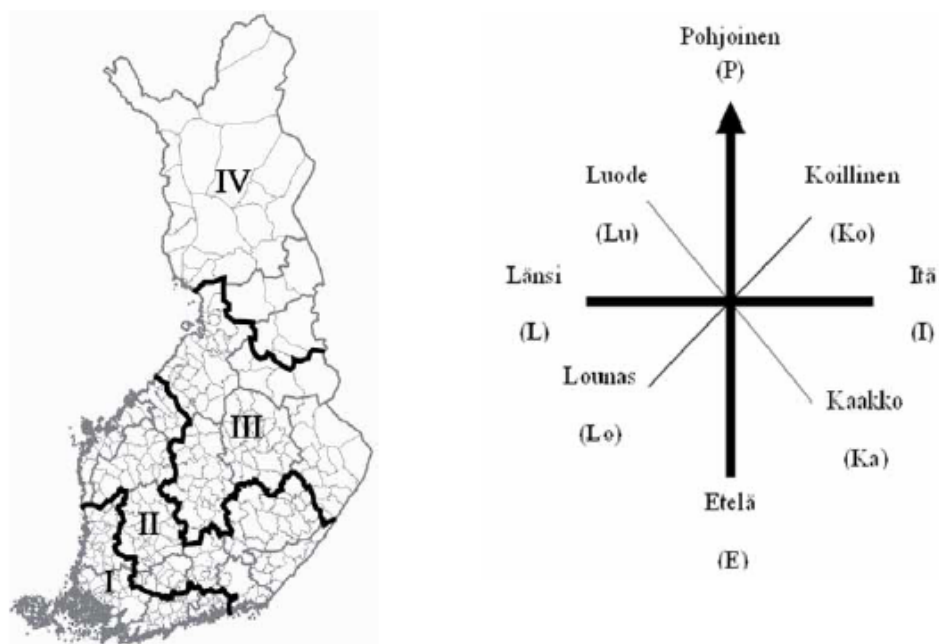 IV
III
II
I
Pohjoinen
(P)
Luode
(Lu)
Koillinen
(Ko)
Länsi
(L)
Itä
(I)
Lounas
(Lo)
Kaakko
(Ka)
Etelä
(E)